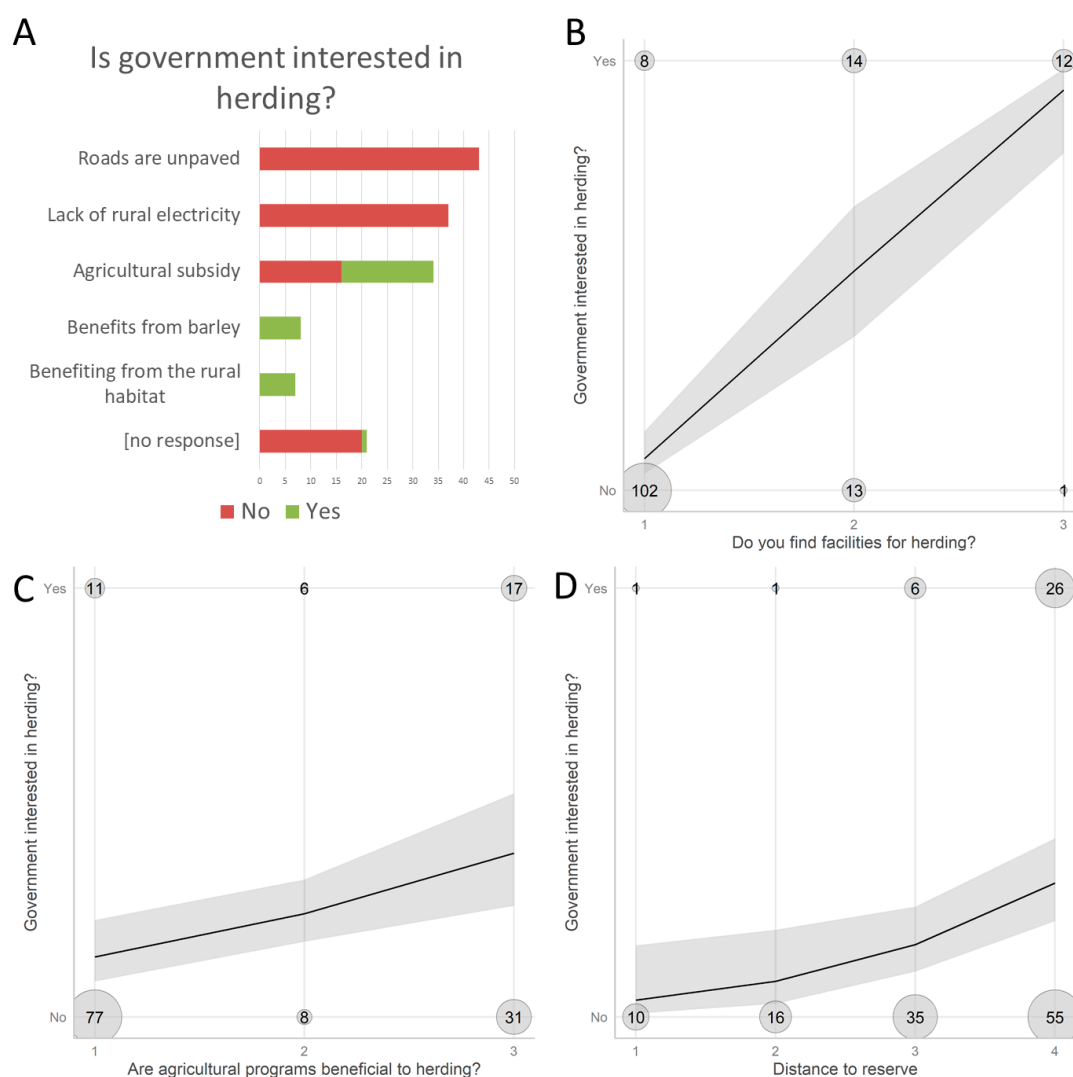 A
Is government interested in
herding?
Roads are unpaved
Lack of rural electricity
Agricultural subsidy
Benefits from barley
Benefiting from the rural
habitat
[no response]
0 5 10 15 20 25 30 35 40 45 50
No Yes
B
Government interested in herding?
Yes
8 14 12
No
102 13 1
1 2 3
Do you find facilities for herding?
C
Government interested in herding?
Yes
11 6 17
No
77 8 31
1 2 3
Are agricultural programs beneficial to herding?
D
Government interested in herding?
Yes
1 1 6 26
No
10 16 35 55
1 2 3 4
Distance to reserve